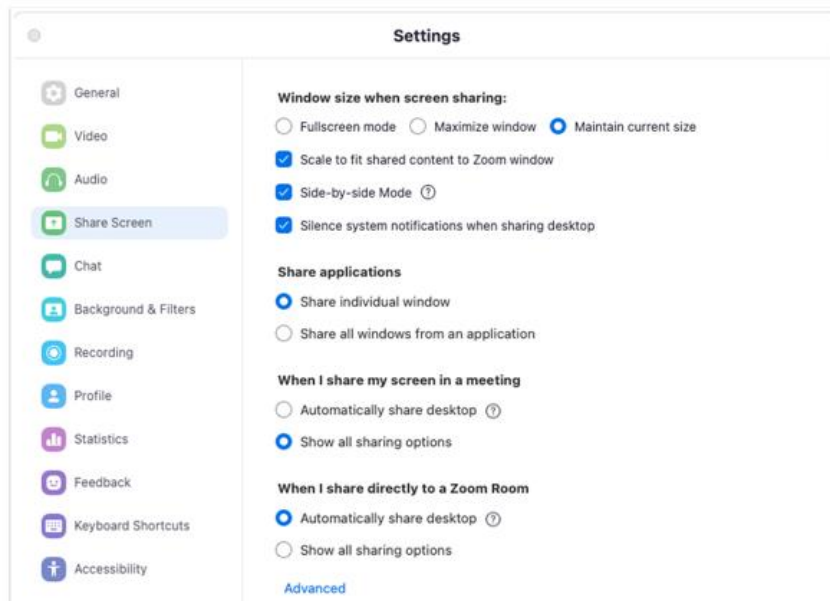 Settings
General
Video
Audio
Share Screen
Chat
Background & Filters
Recording
Profile
Statistics
Feedback
Keyboard Shortcuts
Accessibility
Window size when screen sharing:
Fullscreen mode Maximize window Maintain current size
Scale to fit shared content to Zoom window
Side-by-side Mode ?
Silence system notifications when sharing desktop
Share applications
Share individual window
Share all windows from an application
When I share my screen in a meeting
Automatically share desktop ?
Show all sharing options
When I share directly to a Zoom Room
Automatically share desktop ?
Show all sharing options
Advanced